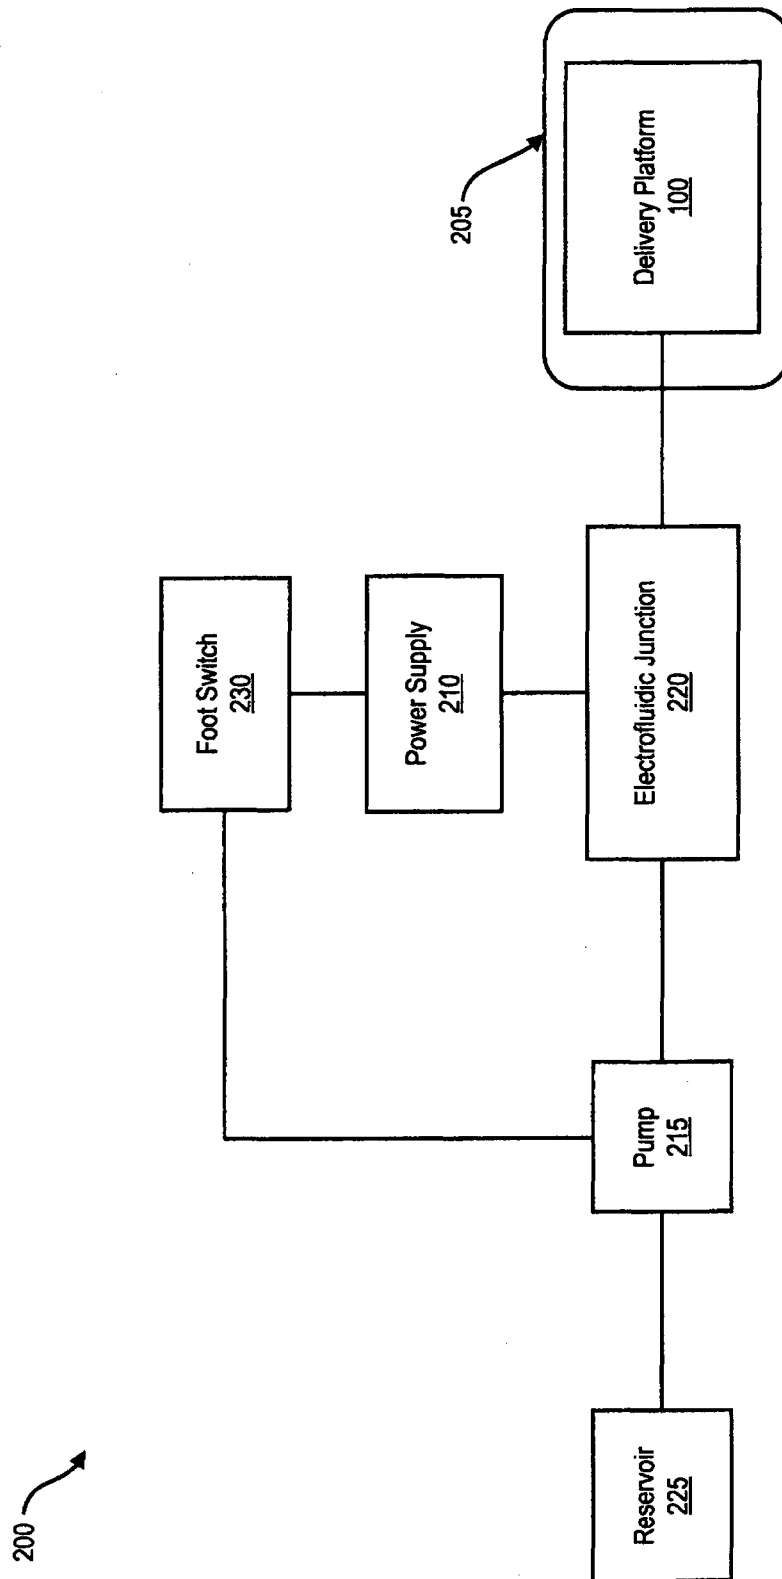 200
205
Foot Switch
230
Power Supply
210
Reservoir
225
Pump
215
Electrofluidic Junction
220
Delivery Platform
100